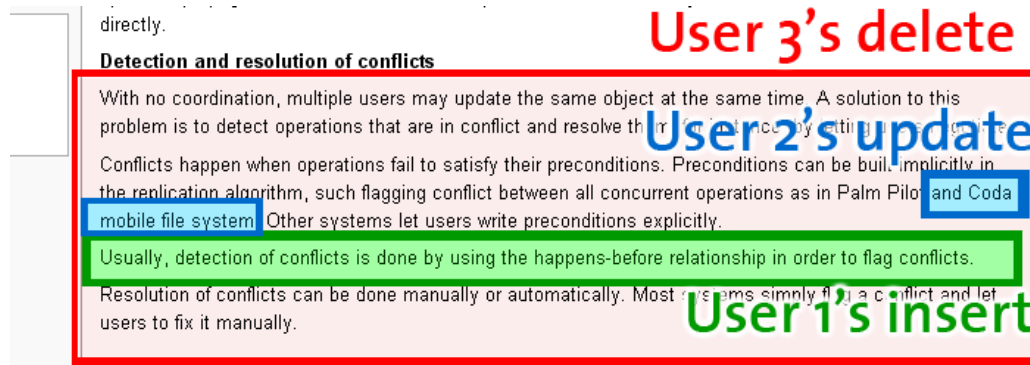 directly.
User 3's delete
Detection and resolution of conflicts
With no coordination, multiple users may update the same object at the same time. A solution to this
problem is to detect operations that are in conflict and resolve
User 2's update
Conflicts happen when operations fail to satisfy their preconditions. Preconditions can be built implicitly in
the replication algorithm, such flagging conflict between all concurrent operations as in Palm Pilot and Coda
mobile file system. Other systems let users write preconditions explicitly.
Usually, detection of conflicts is done by using the happens-before relationship in order to flag conflicts.
Resolution of conflicts can be done manually or automatically. Most systems simply flag a conflict and let
users to fix it manually.
User 1's insert